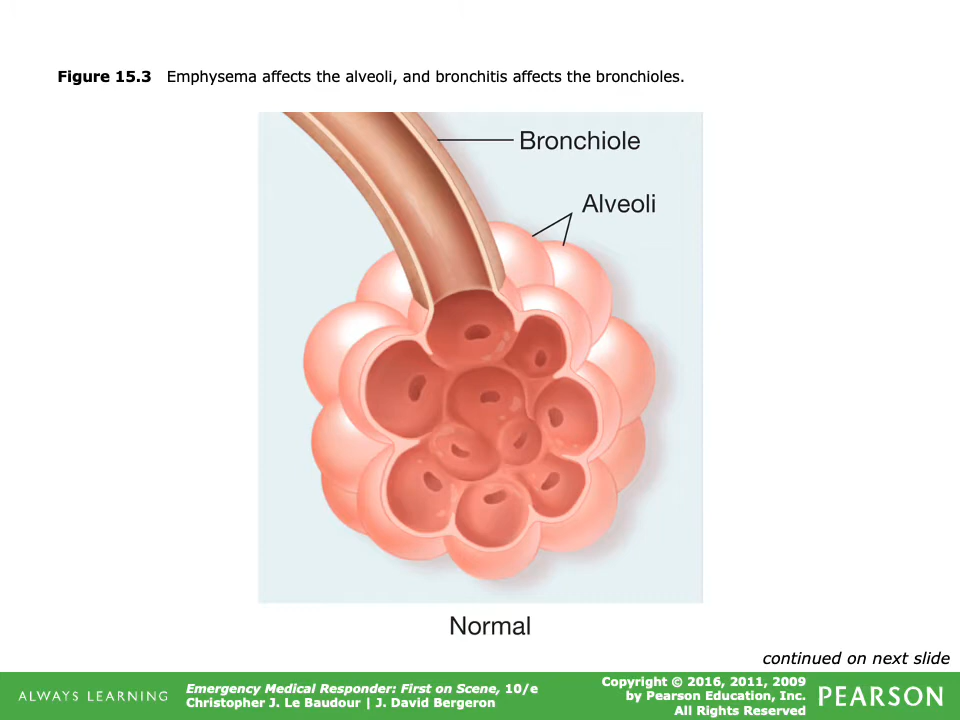 Figure 15.3 Emphysema affects the alveoli, and bronchitis affects the bronchioles.
Bronchiole
Alveoli
Normal
continued on next slide
ALWAYS LEARNING
Emergency Medical Responder: First on Scene, 10/e
Christopher J. Le Baudour | J. David Bergeron
Copyright © 2016, 2011, 2009
by Pearson Education, Inc.
All Rights Reserved
PEARSON